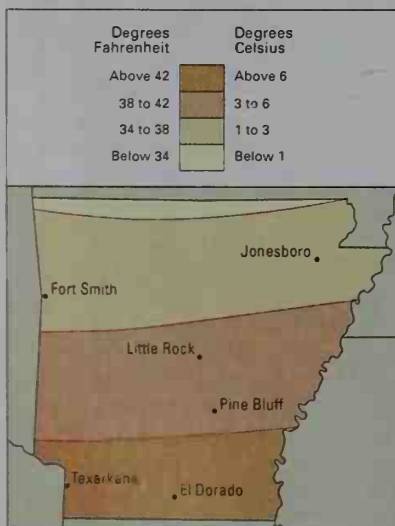 Degrees Fahrenheit
Degrees Celsius
Above 42
Above 6
38 to 42
3 to 6
34 to 38
1 to 3
Below 34
Below 1
Jonesboro
Fort Smith
Little Rock
Pine Bluff
Texarkana
El Dorado